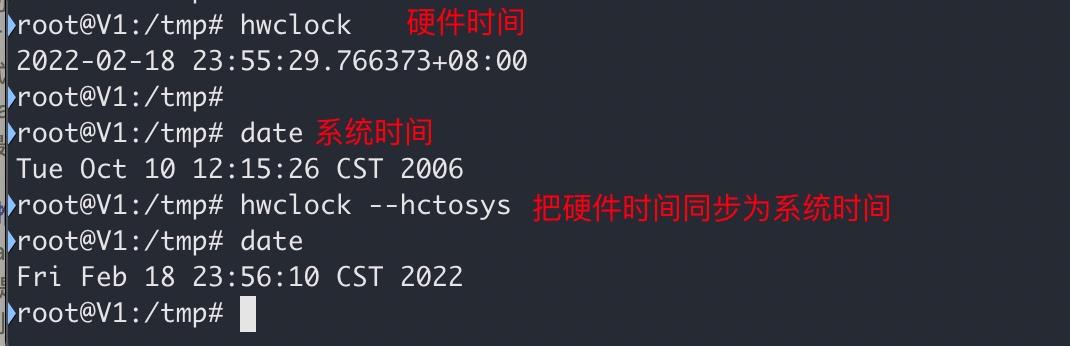 root@V1:/tmp# hwclock 硬件时间
2022-02-18 23:55:29.766373+08:00
root@V1:/tmp#
root@V1:/tmp# date 系统时间
Tue Oct 10 12:15:26 CST 2006
root@V1:/tmp# hwclock --hctosys 把硬件时间同步为系统时间
root@V1:/tmp# date
Fri Feb 18 23:56:10 CST 2022
root@V1:/tmp#